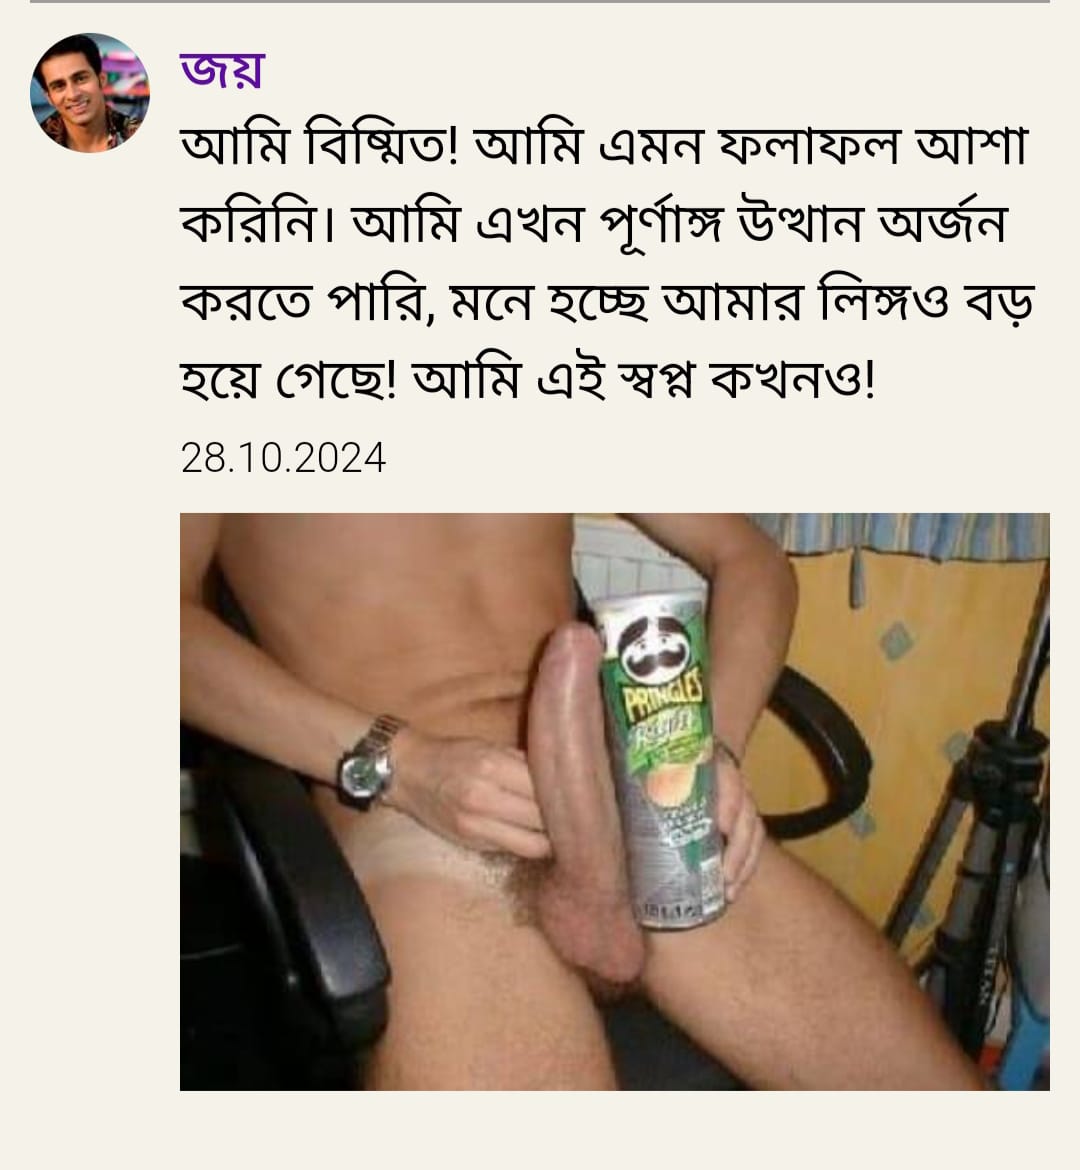 জয়
আমি বিষ্মিত! আমি এমন ফলাফল আশা
করিনি। আমি এখন পূর্ণাঙ্গ উত্থান অর্জন
করতে পারি, মনে হচ্ছে আমার লিঙ্গও বড়
হয়ে গেছে! আমি এই স্বপ্ন কখনও!
28.10.2024
PRINGLES
TITAN